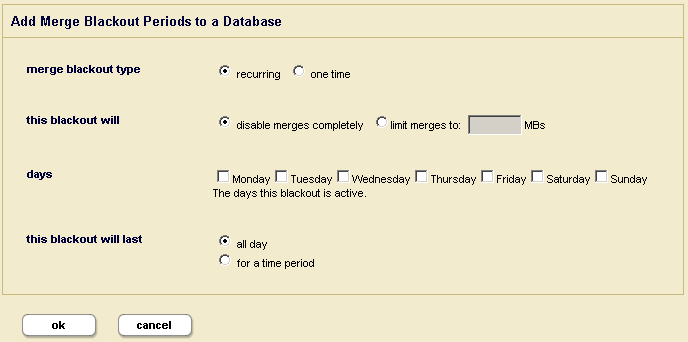 Add Merge Blackout Periods to a Database
merge blackout type recurring one time
this blackout will disable merges completely limit merges to: MBs
days Monday Tuesday Wednesday Thursday Friday Saturday Sunday
The days this blackout is active.
this blackout will last all day
for a time period
ok cancel